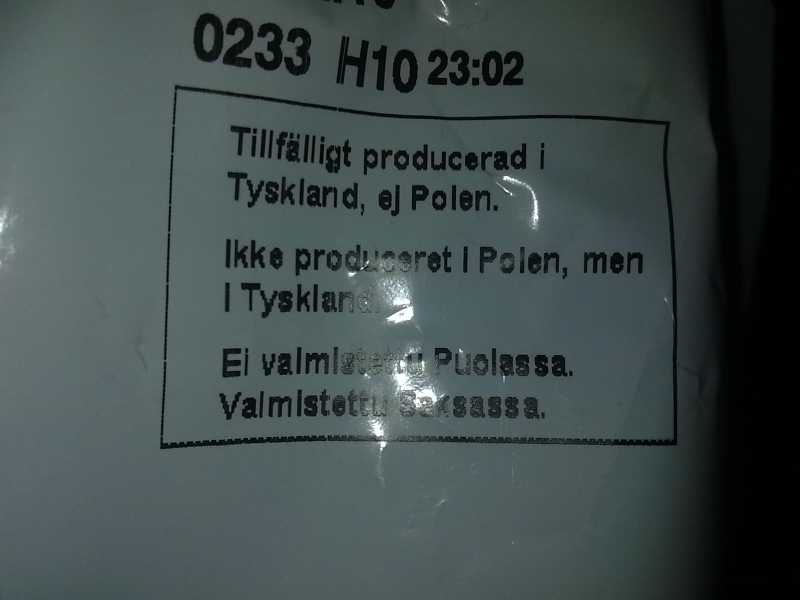 0233 H10 23:02
Tillfälligt producerad i
Tyskland, ej Polen.
Ikke produceret i Polen, men
i Tyskland.
Ei valmistettu Puolassa.
Valmistettu Saksassa.